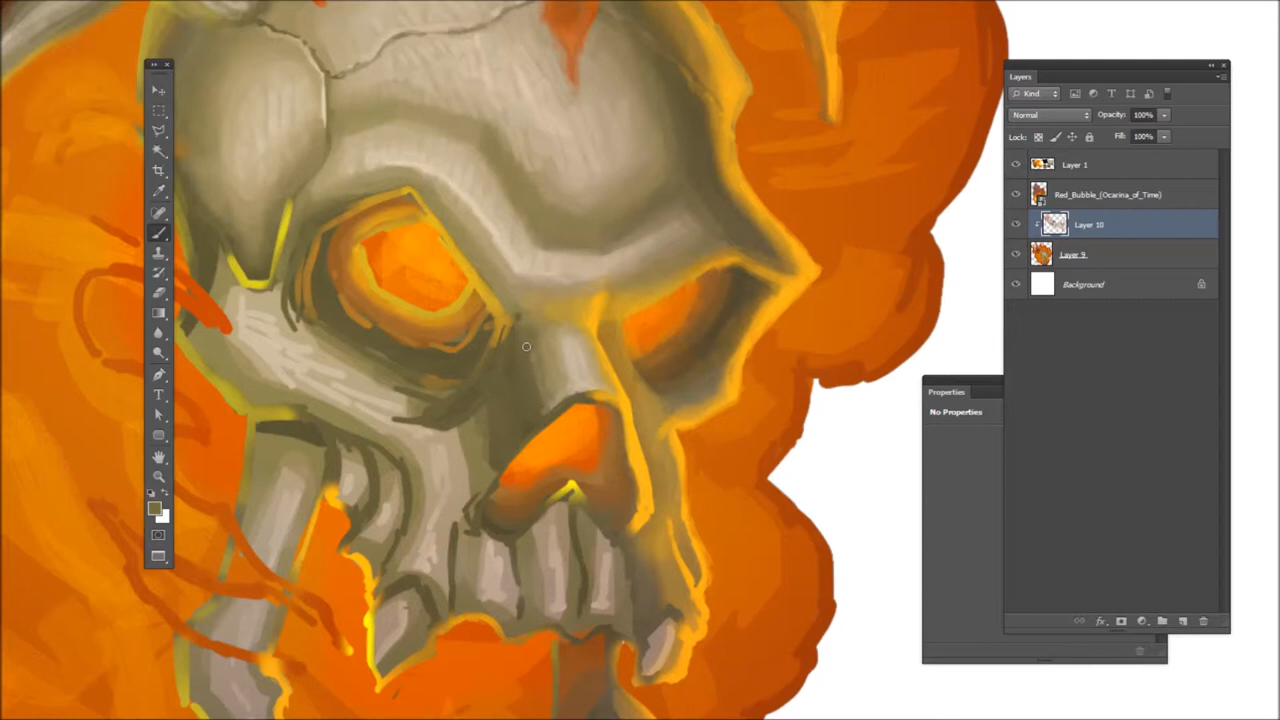 Layers
Kind
Normal Opacity: 100%
Lock: Fill: 100%
Layer 1
Red_Bubble_(Ocarina_of_Time)
Layer 10
Layer 9
Background
fx
Properties
No Properties